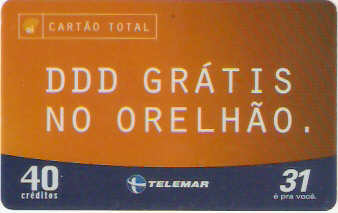 CARTÃO TOTAL
DDD GRÁTIS
NO ORELHÃO.
40
créditos
TELEMAR
31
é pra você.